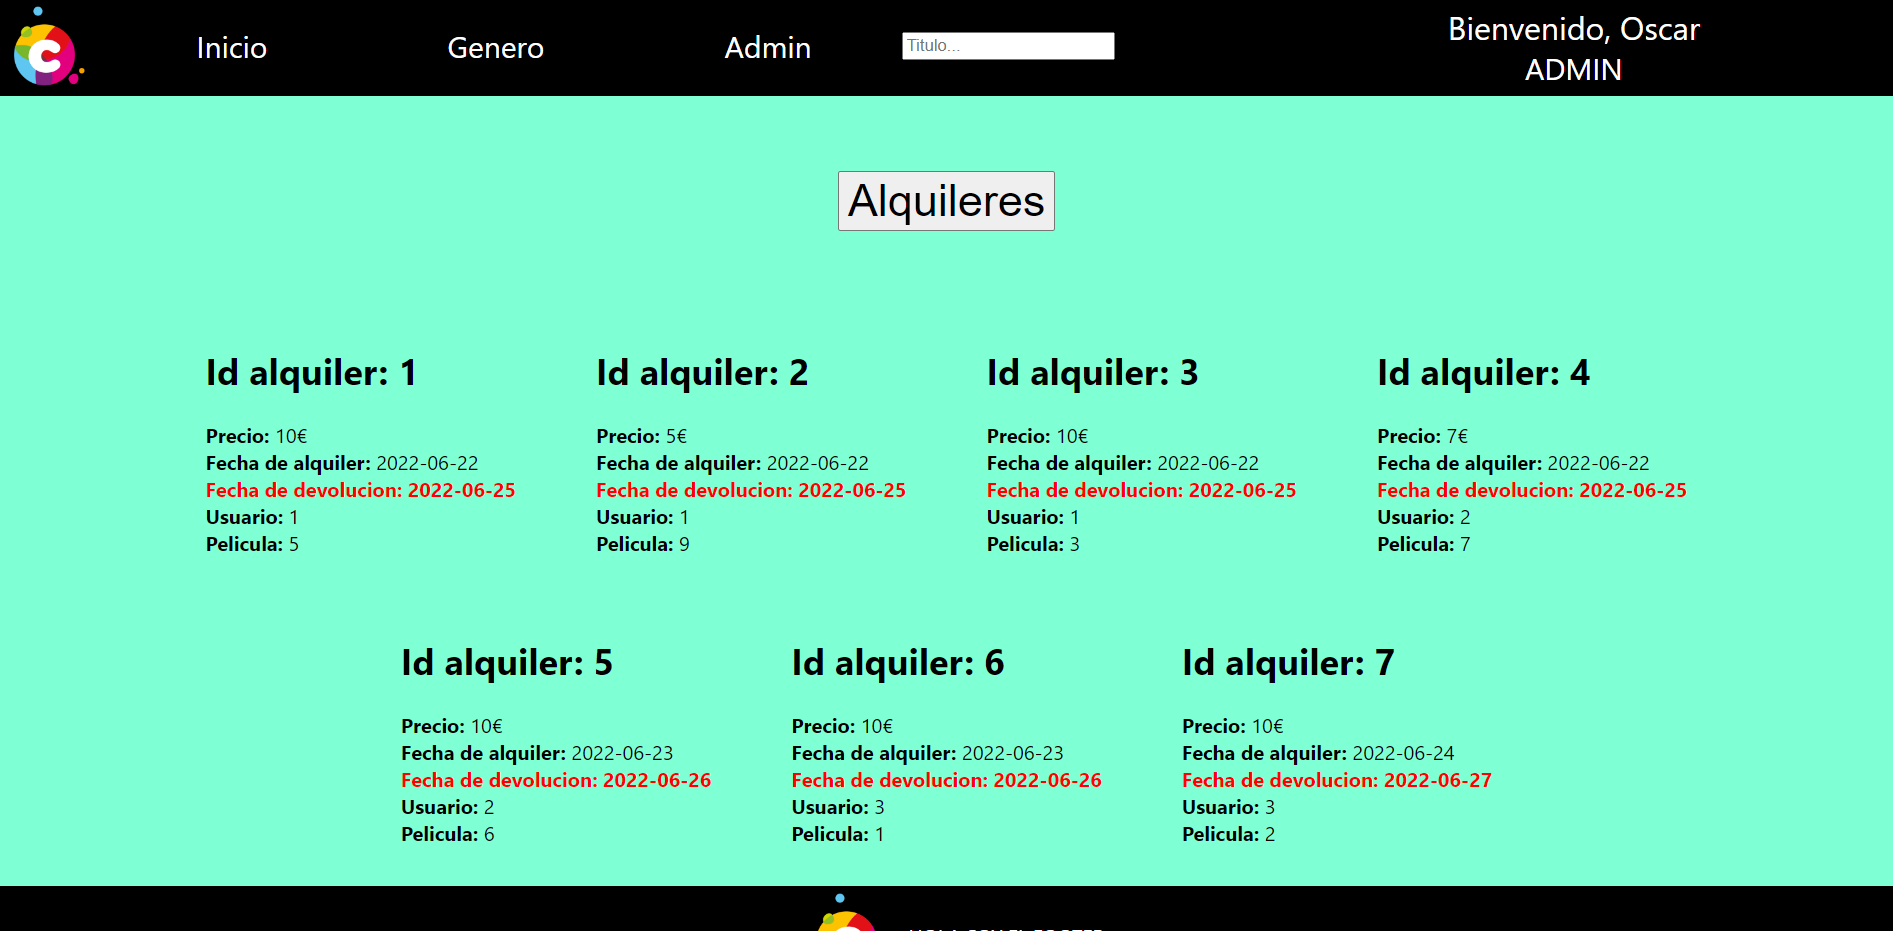 C
Inicio
Genero
Admin
Titulo...
Bienvenido, Oscar
ADMIN
Alquileres
Id alquiler: 1
Precio: 10€
Fecha de alquiler: 2022-06-22
Fecha de devolucion: 2022-06-25
Usuario: 1
Pelicula: 5
Id alquiler: 2
Precio: 5€
Fecha de alquiler: 2022-06-22
Fecha de devolucion: 2022-06-25
Usuario: 1
Pelicula: 9
Id alquiler: 3
Precio: 10€
Fecha de alquiler: 2022-06-22
Fecha de devolucion: 2022-06-25
Usuario: 1
Pelicula: 3
Id alquiler: 4
Precio: 7€
Fecha de alquiler: 2022-06-22
Fecha de devolucion: 2022-06-25
Usuario: 2
Pelicula: 7
Id alquiler: 5
Precio: 10€
Fecha de alquiler: 2022-06-23
Fecha de devolucion: 2022-06-26
Usuario: 2
Pelicula: 6
Id alquiler: 6
Precio: 10€
Fecha de alquiler: 2022-06-23
Fecha de devolucion: 2022-06-26
Usuario: 3
Pelicula: 1
Id alquiler: 7
Precio: 10€
Fecha de alquiler: 2022-06-24
Fecha de devolucion: 2022-06-27
Usuario: 3
Pelicula: 2